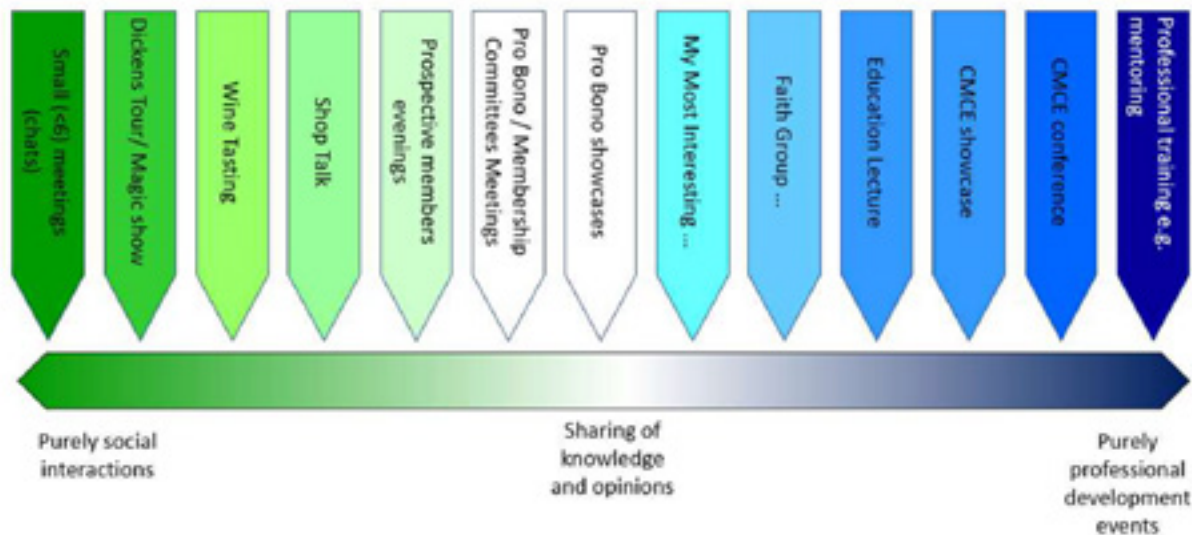 Small (<6) meetings
(chats)
Dickens Tour/ Magic show
Wine Tasting
Shop Talk
Prospective members
evenings
Pro Bono / Membership
Committees Meetings
Pro Bono showcases
My Most Interesting ...
Faith Group ...
Education Lecture
CMCE showcase
CMCE conference
Professional training e.g.
mentoring
Purely social
interactions
Sharing of
knowledge
and opinions
Purely
professional
development
events